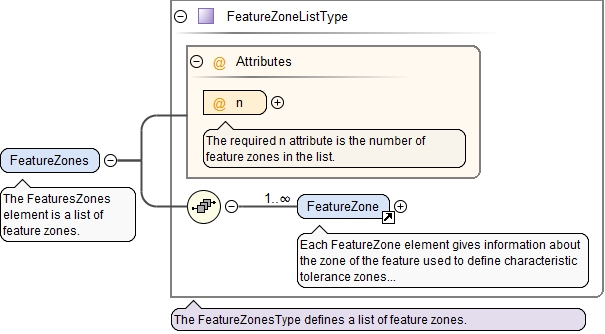 FeatureZoneListType
@ Attributes
@ n
The required n attribute is the number of
feature zones in the list.
FeatureZones
The FeaturesZones
element is a list of
feature zones.
1..∞
FeatureZone
Each FeatureZone element gives information about
the zone of the feature used to define characteristic
tolerance zones...
The FeatureZonesType defines a list of feature zones.